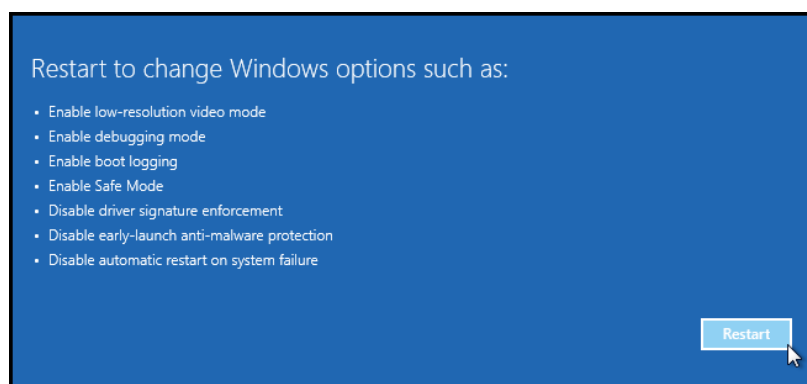 Restart to change Windows options such as:
• Enable low-resolution video mode
• Enable debugging mode
• Enable boot logging
• Enable Safe Mode
• Disable driver signature enforcement
• Disable early-launch anti-malware protection
• Disable automatic restart on system failure
Restart